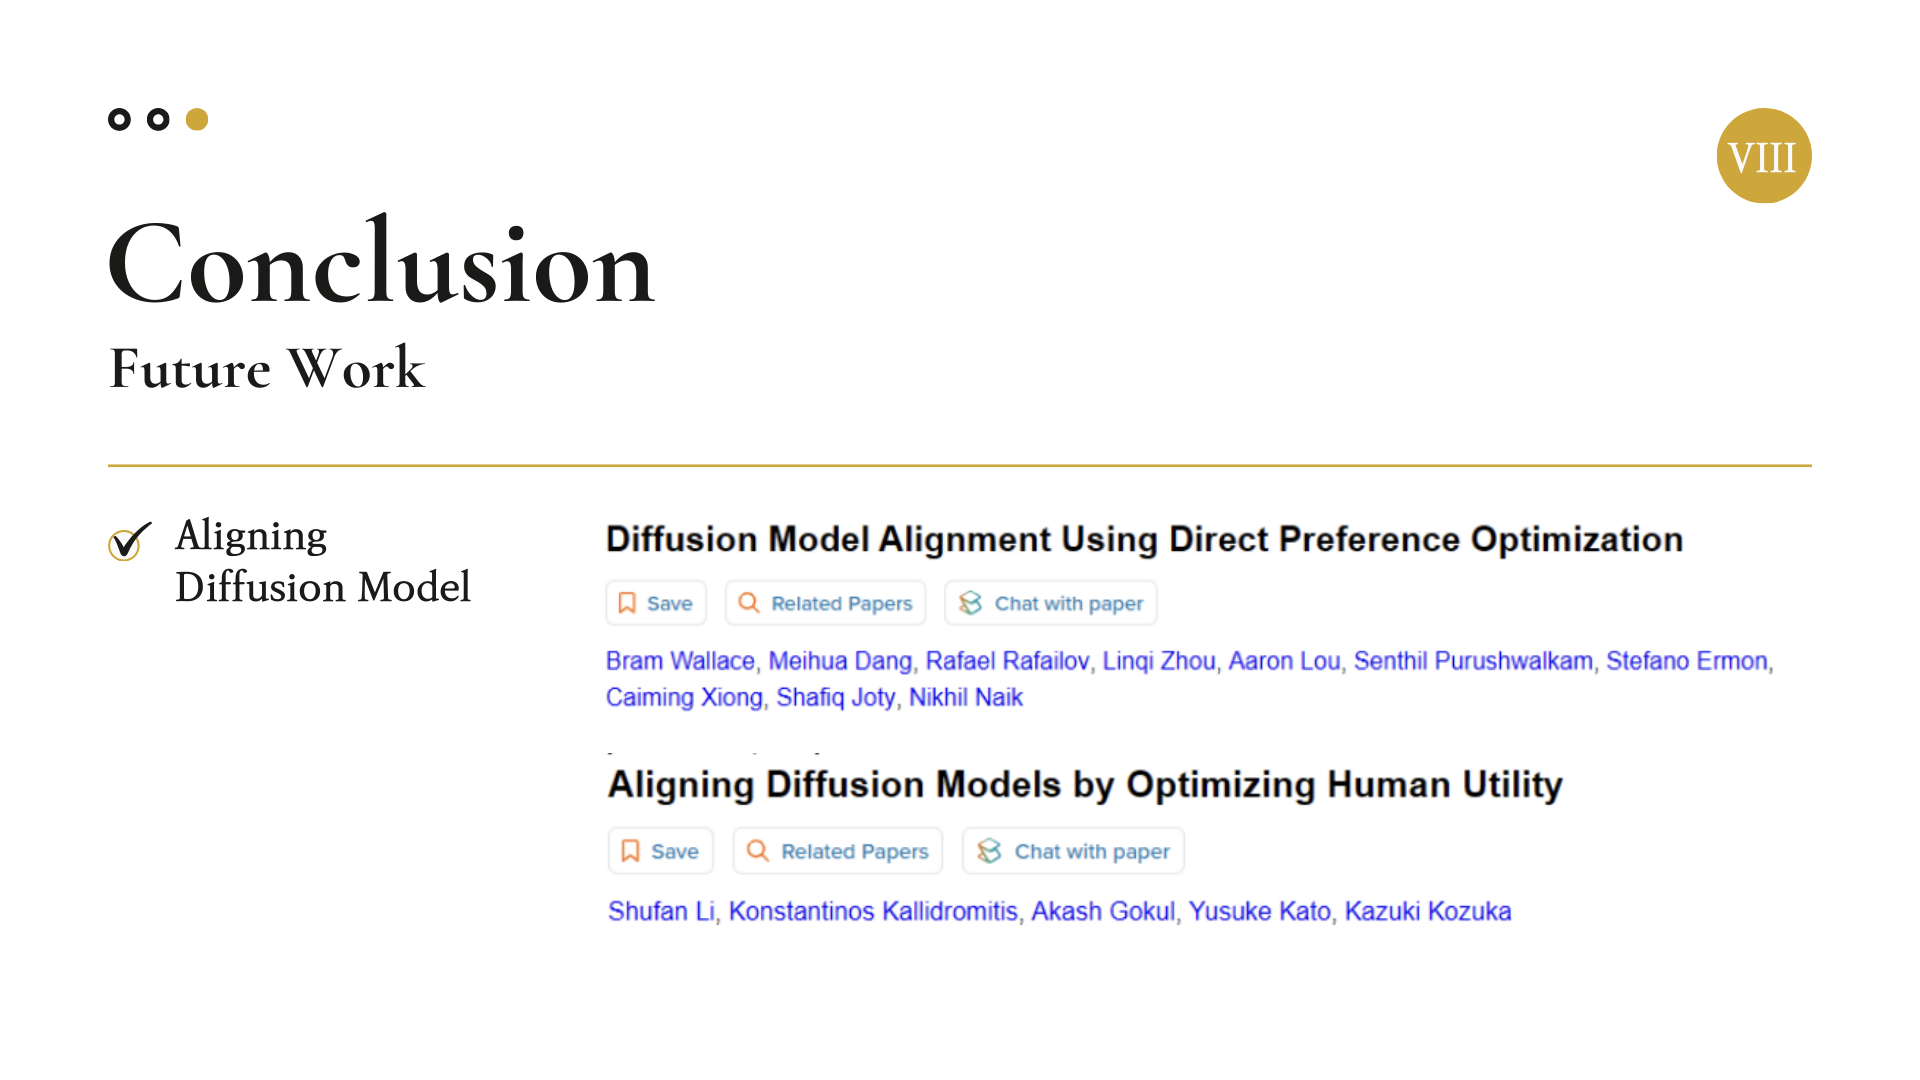 VIII
Conclusion
Future Work
Aligning
Diffusion Model
Diffusion Model Alignment Using Direct Preference Optimization
Save Related Papers Chat with paper
Bram Wallace, Meihua Dang, Rafael Rafailov, Linqi Zhou, Aaron Lou, Senthil Purushwalkam, Stefano Ermon,
Caiming Xiong, Shafiq Joty, Nikhil Naik
Aligning Diffusion Models by Optimizing Human Utility
Save Related Papers Chat with paper
Shufan Li, Konstantinos Kallidromitis, Akash Gokul, Yusuke Kato, Kazuki Kozuka